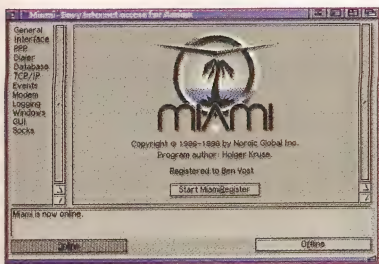 Miami - Easy Internet access for Amiga
General
Interface
PPP
Dialer
Database
TCP/IP
Events
Modem
Logging
Windows
GUI
Socks
MIAMI
Copyright © 1996-1998 by Nordic Global Inc.
Program author: Holger Kruse.
Registered to Ben Vost
Start MiamiRegister
Miami is now online.
Online
Offline